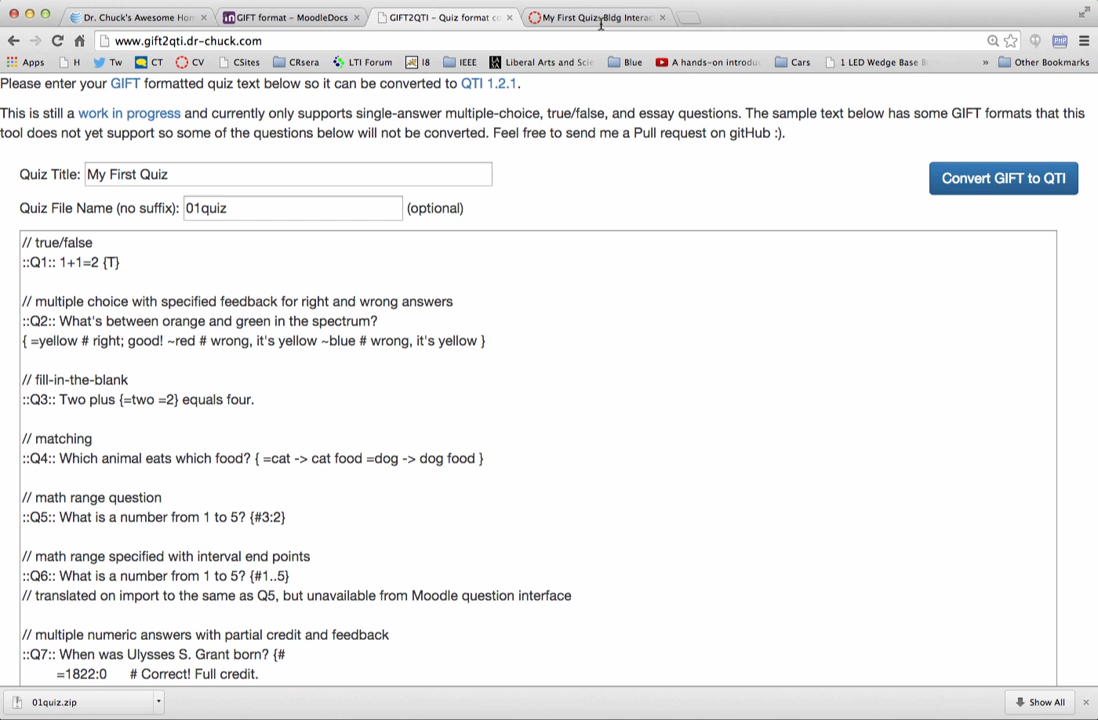 Dr. Chuck's Awesome Hon
GIFT format – MoodleDocs
GIFT2QTI – Quiz format co
My First Quiz: Bldg Interac
www.gift2qti.dr-chuck.com
Apps H Tw CT CV CSites CRsera LTI Forum I8 IEEE Liberal Arts and Scie Blue A hands-on introdu Cars 1 LED Wedge Base B » Other Bookmarks
Please enter your GIFT formatted quiz text below so it can be converted to QTI 1.2.1.
This is still a work in progress and currently only supports single-answer multiple-choice, true/false, and essay questions. The sample text below has some GIFT formats that this
tool does not yet support so some of the questions below will not be converted. Feel free to send me a Pull request on gitHub :).
Quiz Title: My First Quiz
Convert GIFT to QTI
Quiz File Name (no suffix): 01quiz (optional)
// true/false
::Q1:: 1+1=2 {T}
// multiple choice with specified feedback for right and wrong answers
::Q2:: What's between orange and green in the spectrum?
{ =yellow # right; good! ~red # wrong, it's yellow ~blue # wrong, it's yellow }
// fill-in-the-blank
::Q3:: Two plus {=two =2} equals four.
// matching
::Q4:: Which animal eats which food? { =cat -> cat food =dog -> dog food }
// math range question
::Q5:: What is a number from 1 to 5? {#3:2}
// math range specified with interval end points
::Q6:: What is a number from 1 to 5? {#1..5}
// translated on import to the same as Q5, but unavailable from Moodle question interface
// multiple numeric answers with partial credit and feedback
::Q7:: When was Ulysses S. Grant born? {#
=1822:0 # Correct! Full credit.
01quiz.zip
Show All